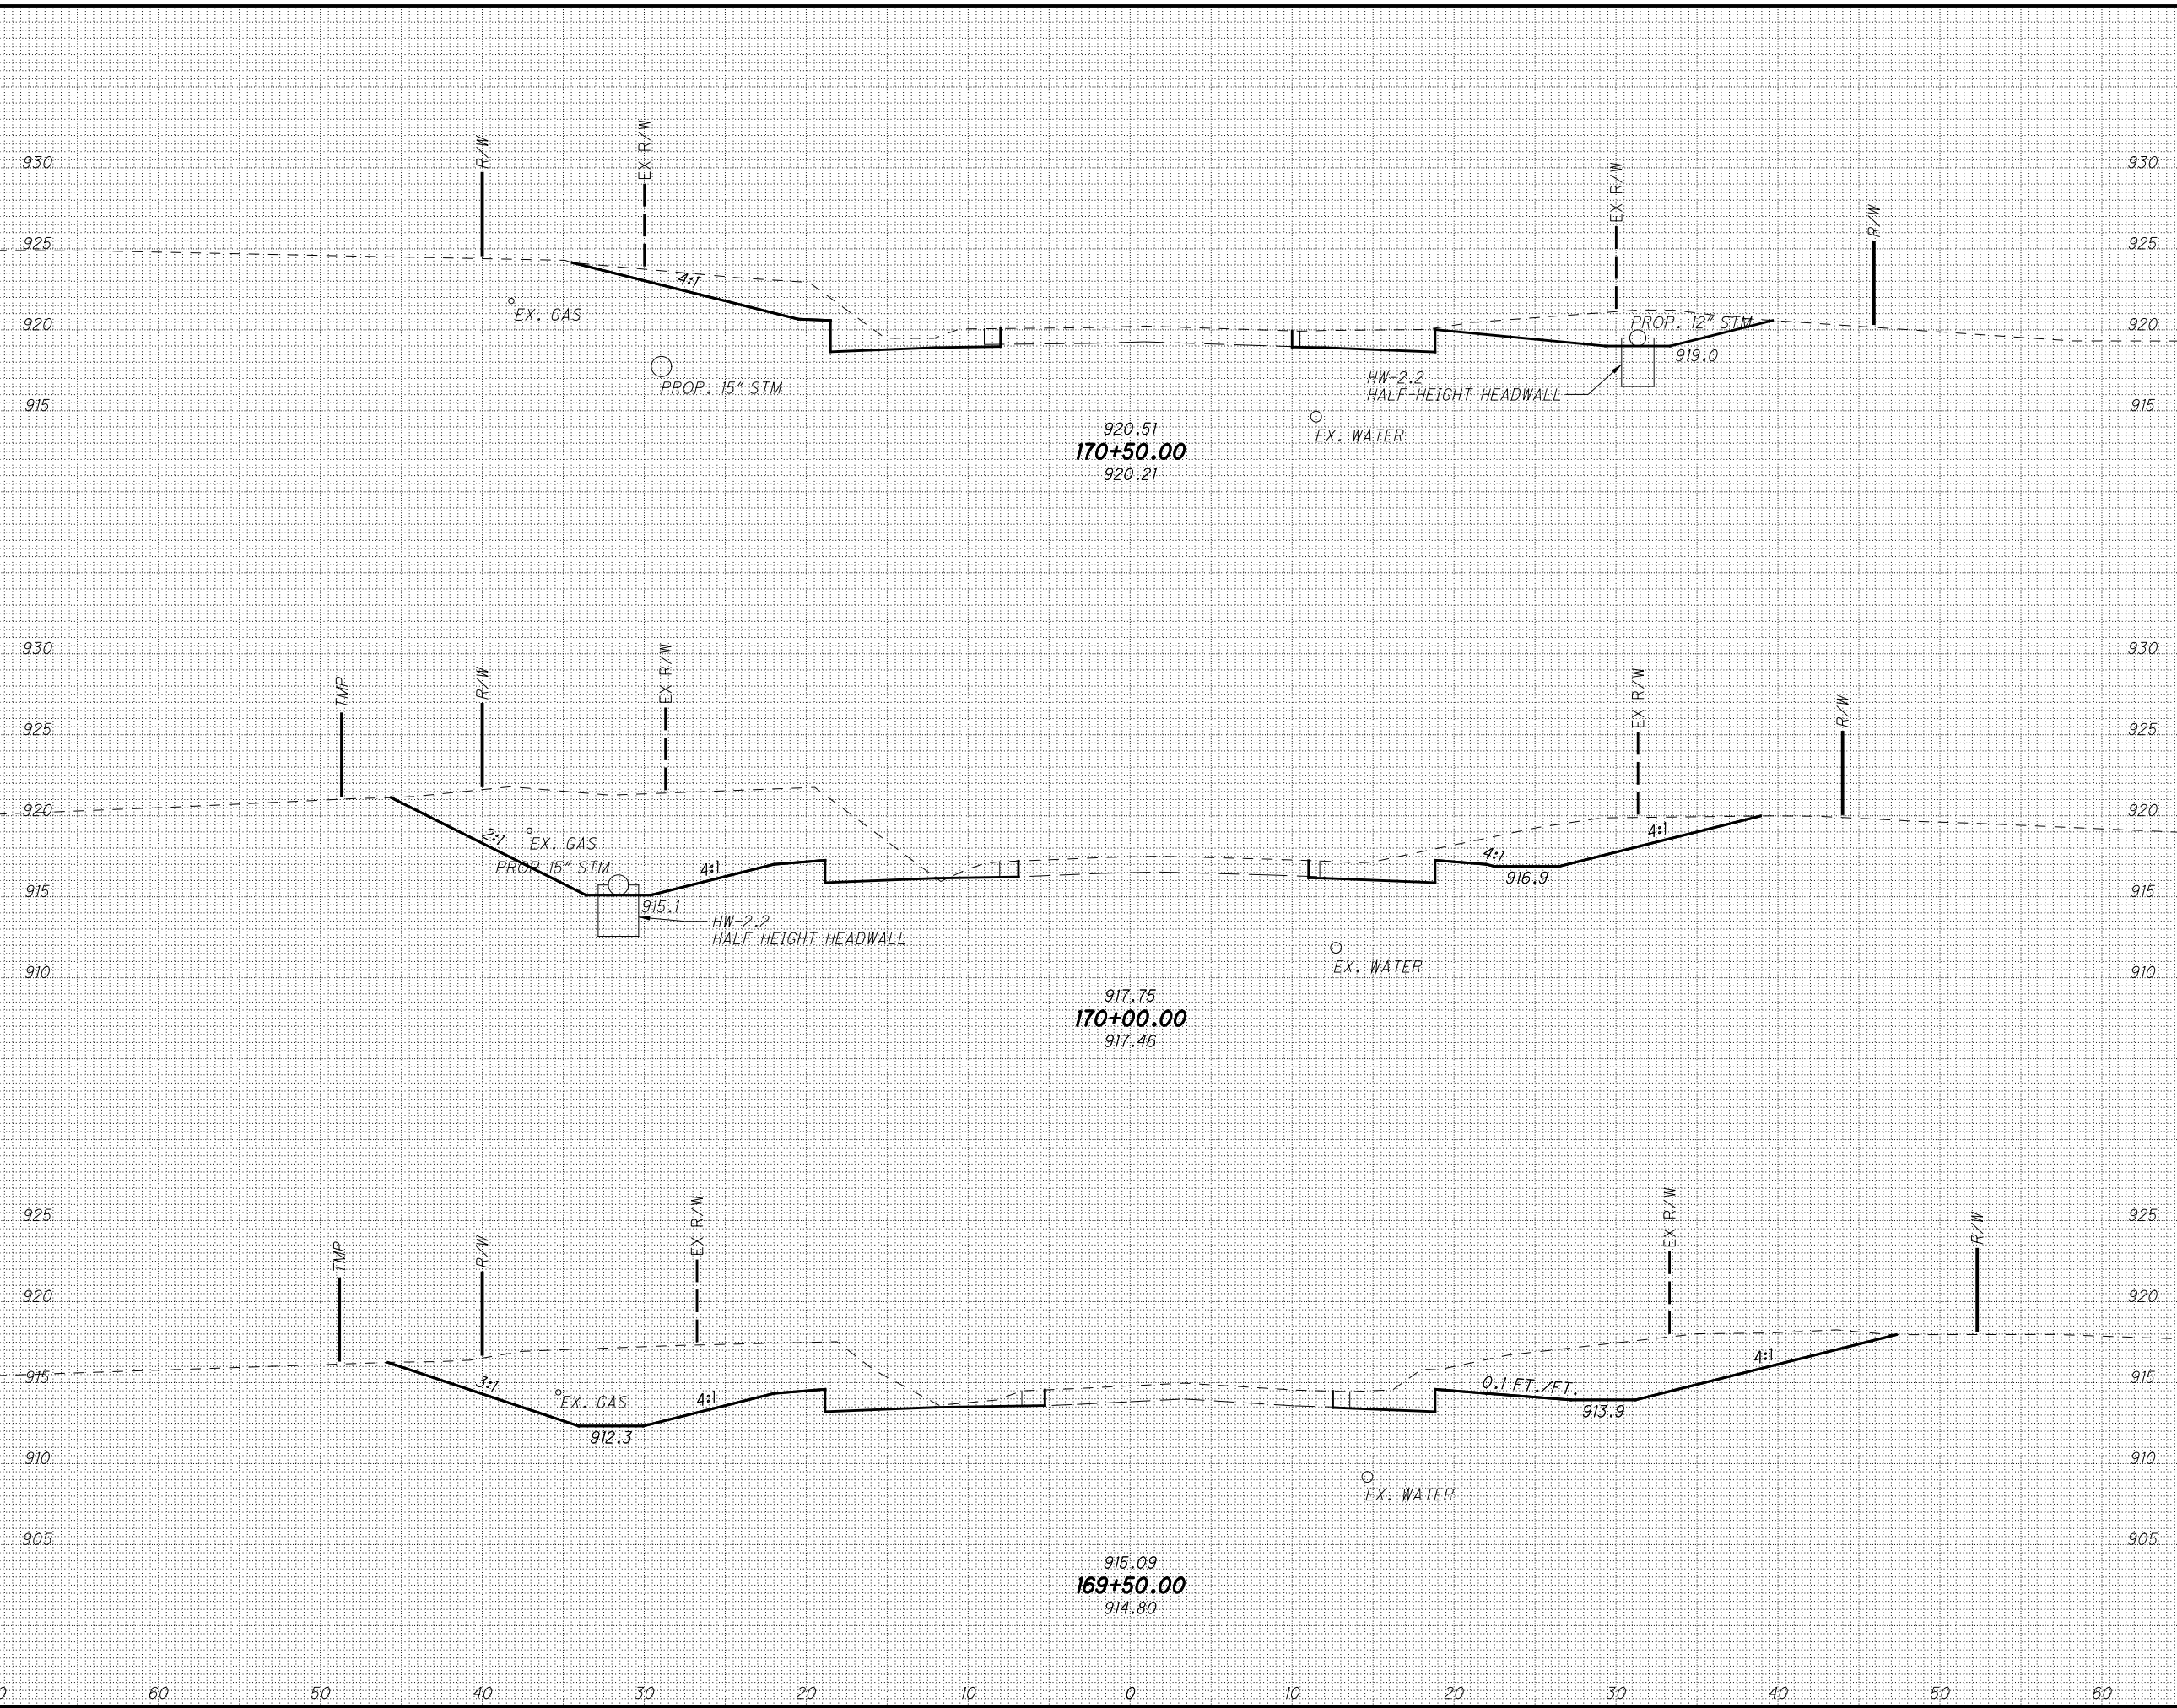 R/W
EX R/W
EX R/W
R/W
930
930
925
925
920
920
915
915
4:1
EX. GAS
PROP. 15" STM
PROP. 12" STM
919.0
HW-2.2
HALF-HEIGHT HEADWALL
EX. WATER
920.51
170+50.00
920.21
TMP
R/W
EX R/W
EX R/W
R/W
930
930
925
925
920
920
915
915
910
910
2:1
EX. GAS
PROP. 15" STM
4:1
915.1
HW-2.2
HALF HEIGHT HEADWALL
4:1
4:1
916.9
EX. WATER
917.75
170+00.00
917.46
TMP
R/W
EX R/W
EX R/W
R/W
925
925
920
920
915
915
910
910
905
905
3:1
EX. GAS
4:1
912.3
0.1 FT./FT.
4:1
913.9
EX. WATER
915.09
169+50.00
914.80
60 50 40 30 20 10 0 10 20 30 40 50 60